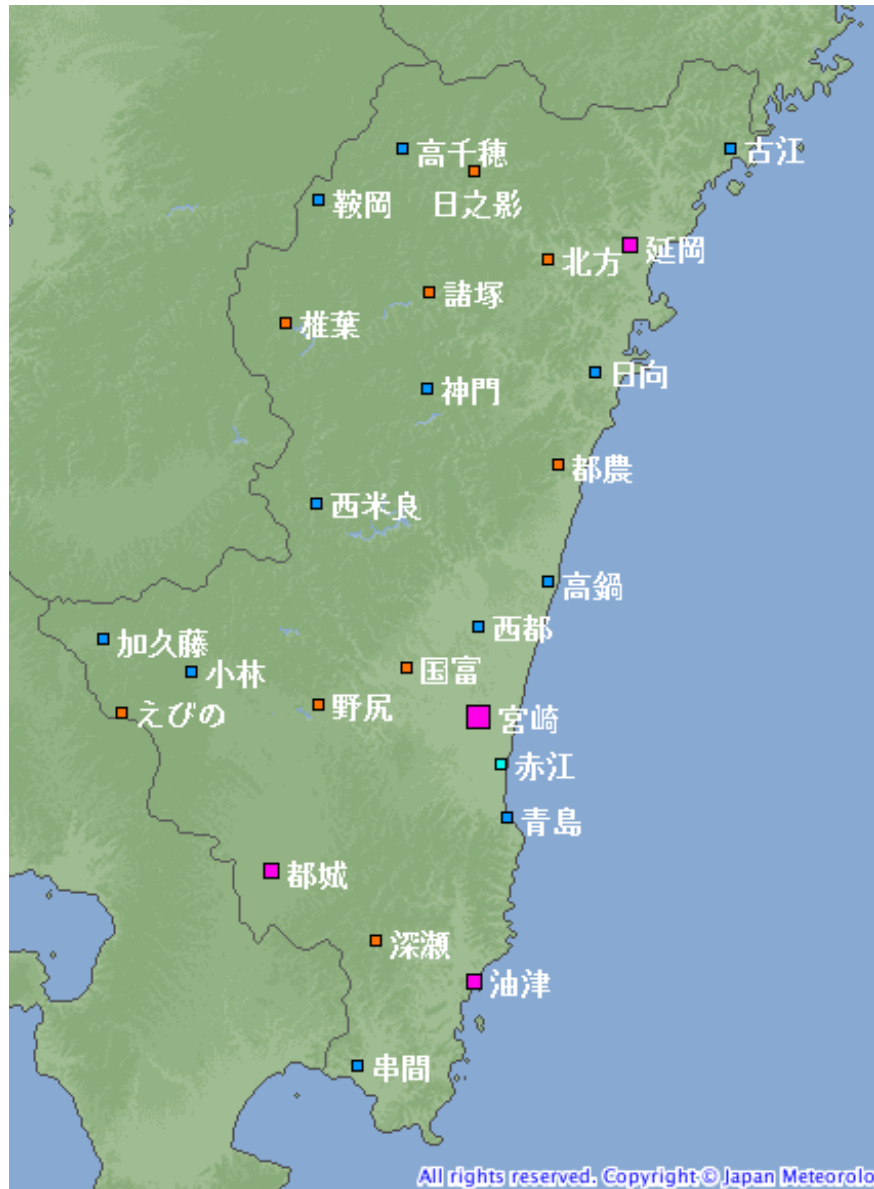 高千穂
古江
日之影
鞍岡
延岡
北方
諸塚
椎葉
日向
神門
都農
西米良
高鍋
西都
加久藤
国富
小林
野尻
えびの
宮崎
赤江
青島
都城
深瀬
油津
串間
All rights reserved. Copyright © Japan Meteorolo